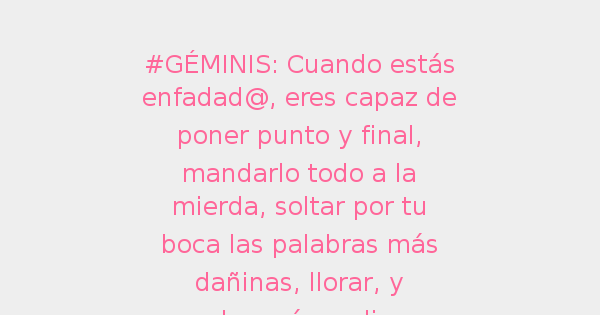 #GÉMINIS: Cuando estás
enfadad@, eres capaz de
poner punto y final,
mandarlo todo a la
mierda, soltar por tu
boca las palabras más
dañinas, llorar, y